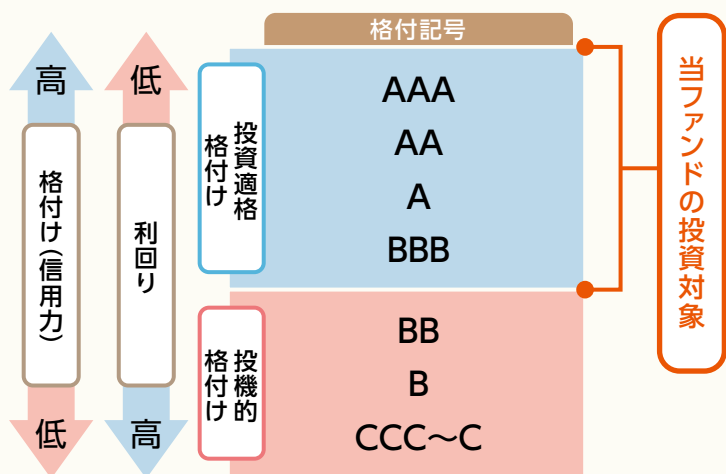 格付記号
高
低
格付け(信用力)
利回り
低
高
投資適格
格付け
AAA
AA
A
BBB
投機的
格付け
BB
B
CCC～C
当ファンドの投資対象